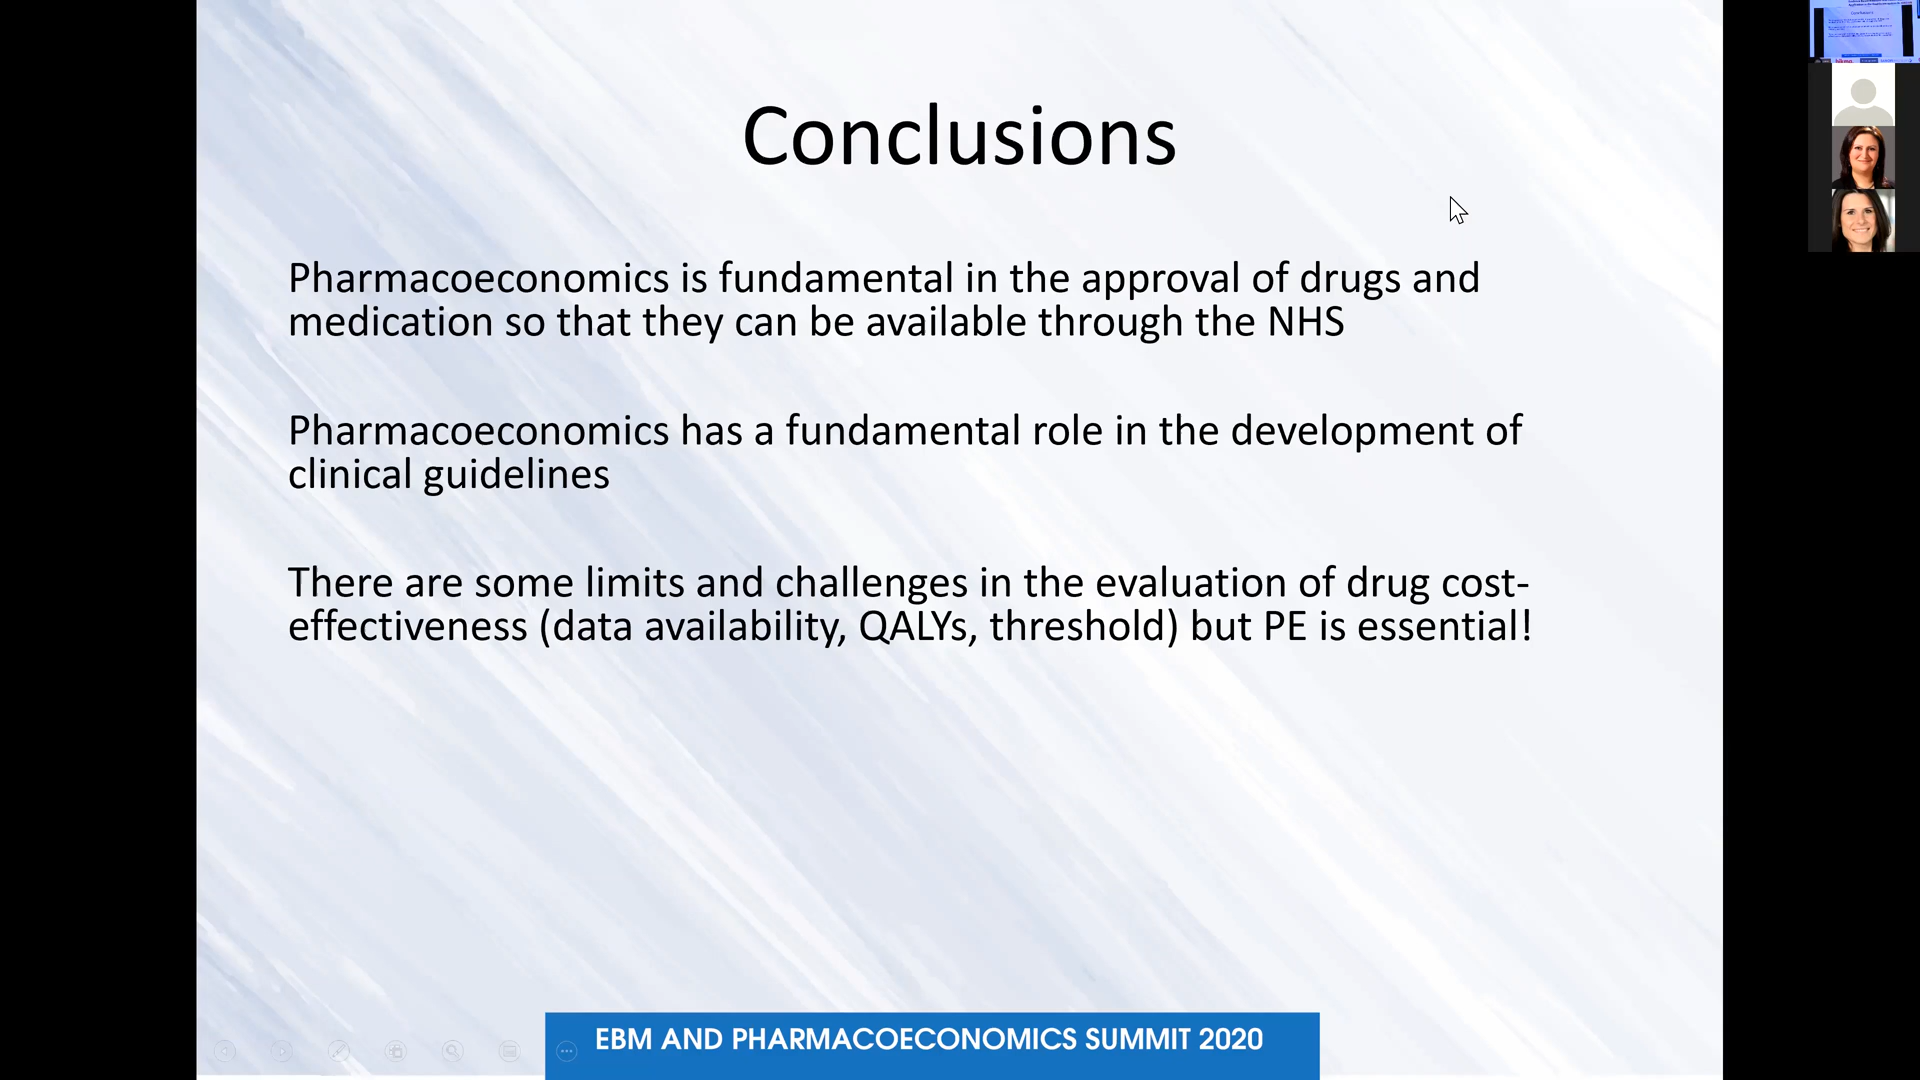 Conclusions
Pharmacoeconomics is fundamental in the approval of drugs and
medication so that they can be available through the NHS
Pharmacoeconomics has a fundamental role in the development of
clinical guidelines
There are some limits and challenges in the evaluation of drug cost-
effectiveness (data availability, QALYs, threshold) but PE is essential!
EBM AND PHARMACOECONOMICS SUMMIT 2020